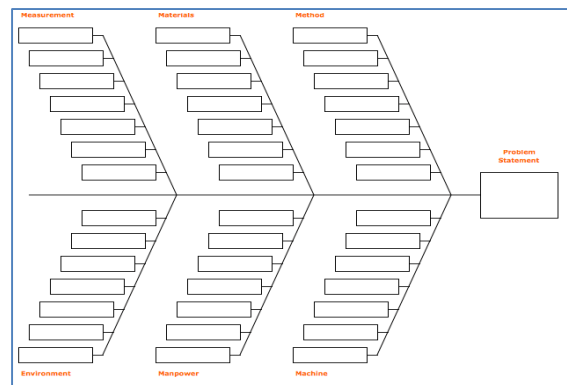 Measurement
Materials
Method
Problem
Statement
Environment
Manpower
Machine